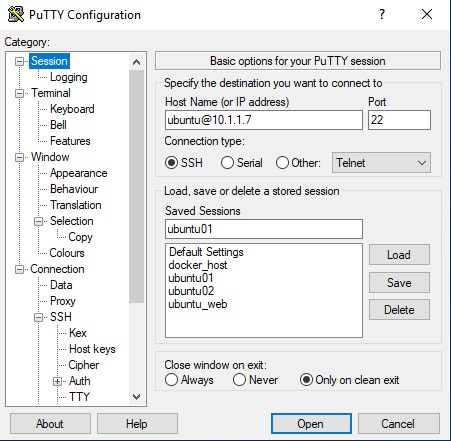 PuTTY Configuration
?
Category:
Session
Logging
Terminal
Keyboard
Bell
Features
Window
Appearance
Behaviour
Translation
Selection
Copy
Colours
Connection
Data
Proxy
SSH
Kex
Host keys
Cipher
Auth
TTY
Basic options for your PuTTY session
Specify the destination you want to connect to
Host Name (or IP address) Port
ubuntu@10.1.1.7 22
Connection type:
SSH Serial Other: Telnet
Load, save or delete a stored session
Saved Sessions
ubuntu01
Default Settings
docker_host
ubuntu01
ubuntu02
ubuntu_web
Load
Save
Delete
Close window on exit:
Always Never Only on clean exit
About Help Open Cancel